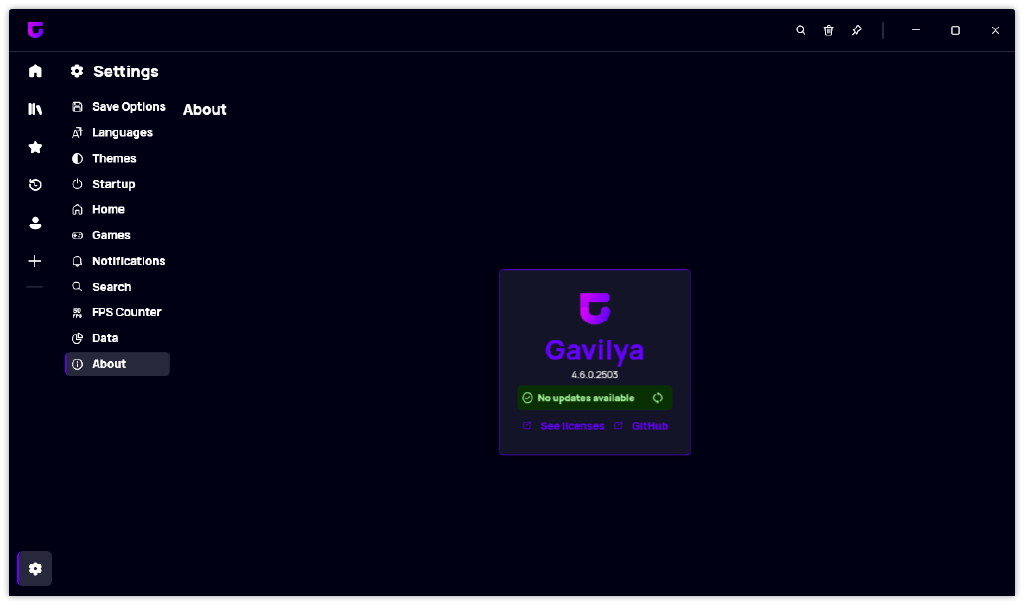 Settings
Save Options
Languages
Themes
Startup
Home
Games
Notifications
Search
FPS Counter
Data
About
About
Gavilya
4.6.0.2503
No updates available
See licenses GitHub